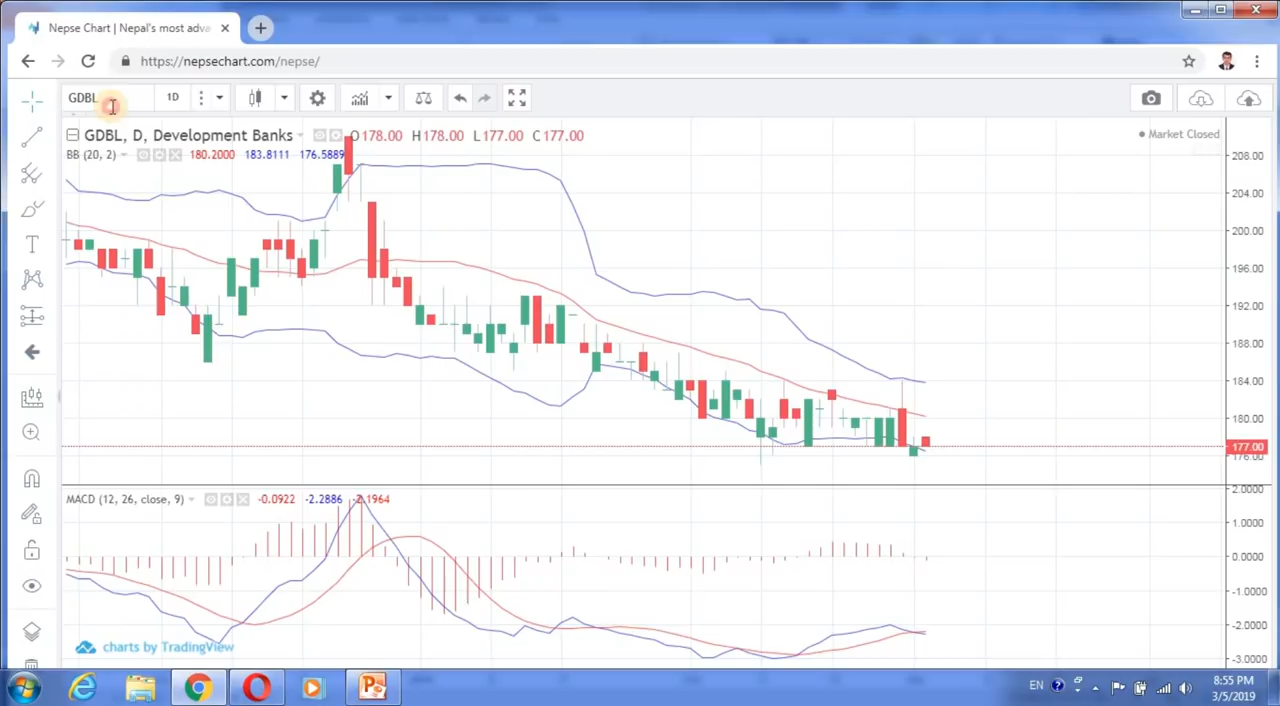 Nepse Chart | Nepal's most adva
https://nepsechart.com/nepse/
GDBL 1D
GDBL, D, Development Banks O178.00 H178.00 L177.00 C177.00
Market Closed
BB (20, 2) 180.2000 183.8111 176.5889
208.00
204.00
200.00
196.00
192.00
188.00
184.00
180.00
177.00
176.00
MACD (12, 26, close, 9) -0.0922 -2.2886 -2.1964
2.0000
1.0000
0.0000
-1.0000
-2.0000
-3.0000
charts by TradingView
EN 8:55 PM
3/5/2019